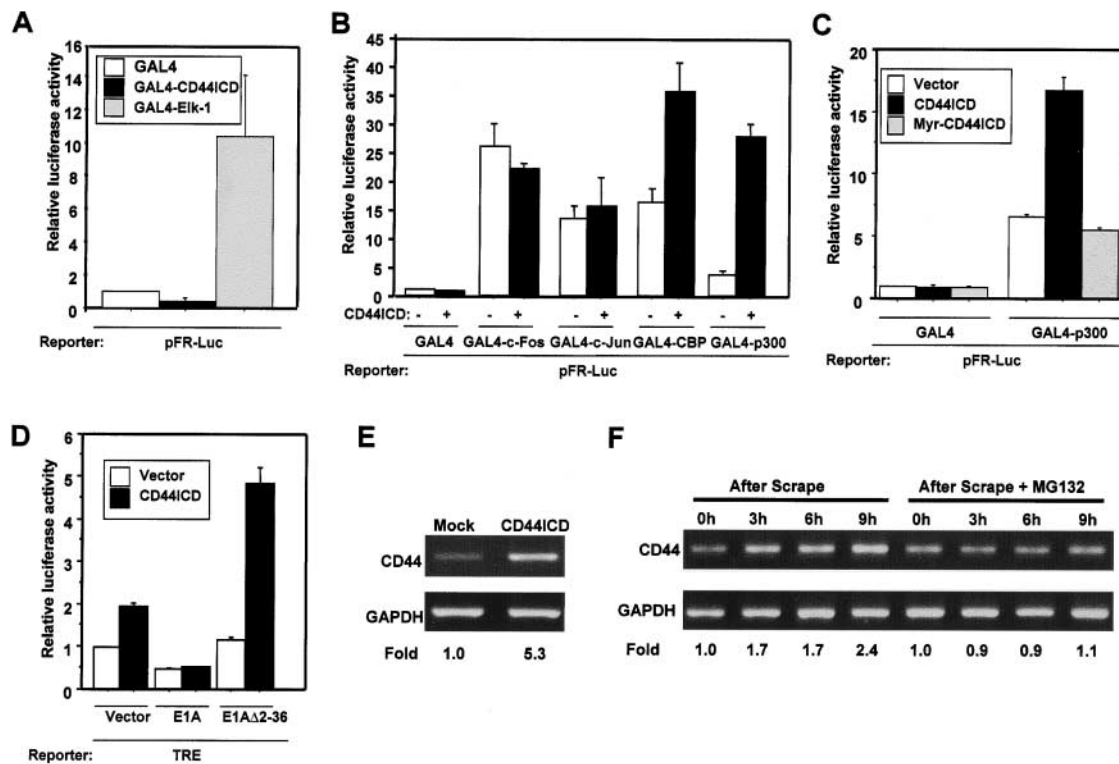 A
Relative luciferase activity
16
14
12
10
8
6
4
2
0
GAL4
GAL4-CD44ICD
GAL4-Elk-1
Reporter: pFR-Luc
B
Relative luciferase activity
45
40
35
30
25
20
15
10
5
0
CD44ICD: - + - + - + - + - +
GAL4 GAL4-c-Fos GAL4-c-Jun GAL4-CBP GAL4-p300
Reporter: pFR-Luc
C
Relative luciferase activity
20
15
10
5.0
0
Vector
CD44ICD
Myr-CD44ICD
GAL4 GAL4-p300
Reporter: pFR-Luc
D
Relative luciferase activity
6
5
4
3
2
1
0
Vector
CD44ICD
Vector E1A E1AΔ2-36
Reporter: TRE
E
Mock CD44ICD
CD44
GAPDH
Fold 1.0 5.3
F
After Scrape After Scrape + MG132
0h 3h 6h 9h 0h 3h 6h 9h
CD44
GAPDH
Fold 1.0 1.7 1.7 2.4 1.0 0.9 0.9 1.1